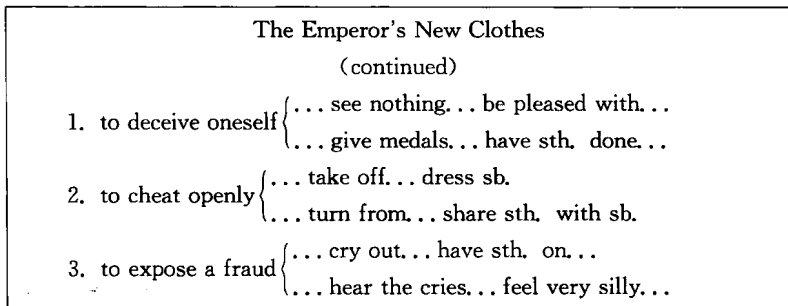 The Emperor's New Clothes
(continued)
1. to deceive oneself
... see nothing... be pleased with...
... give medals... have sth. done...
2. to cheat openly
... take off... dress sb.
... turn from... share sth. with sb.
3. to expose a fraud
... cry out... have sth. on...
... hear the cries... feel very silly...